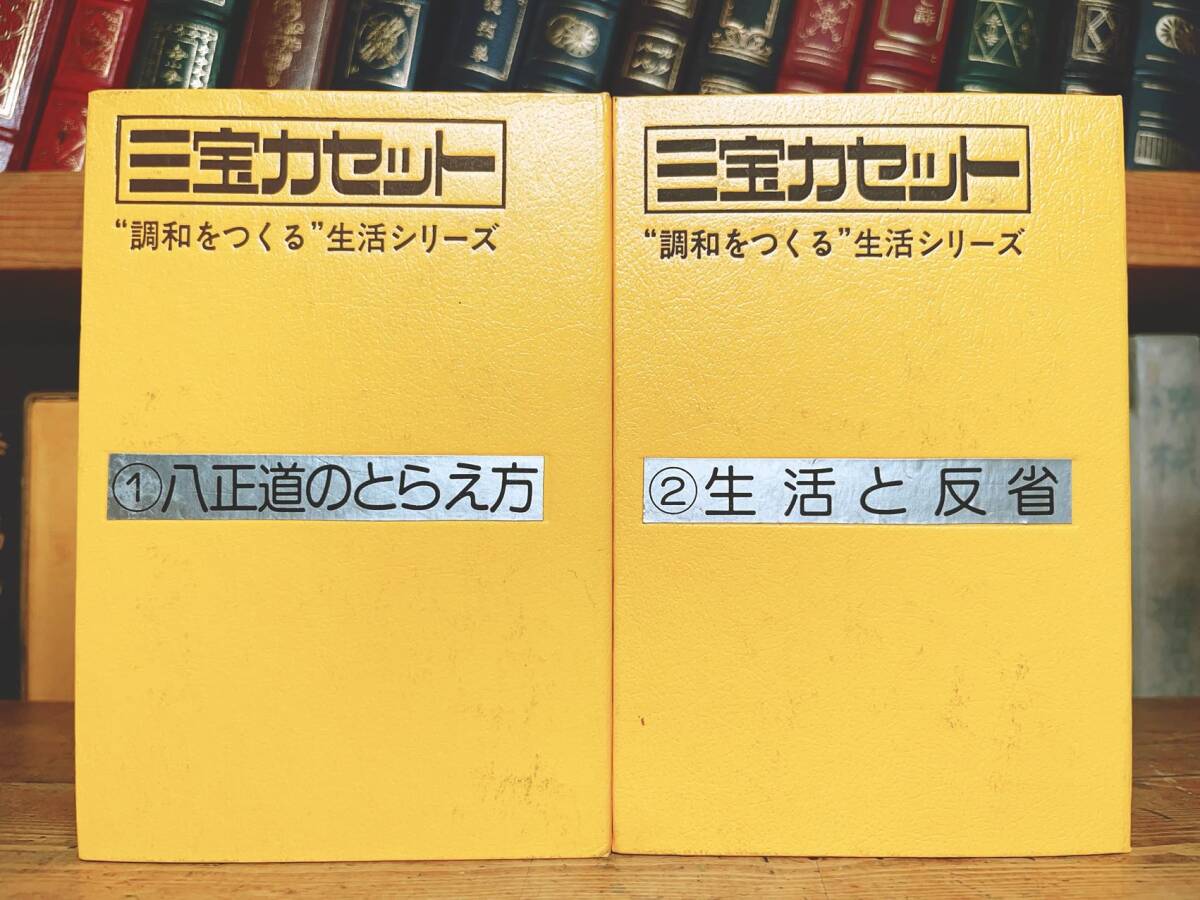 三宝カセット
“調和をつくる”生活シリーズ
①八正道のとらえ方
三宝カセット
“調和をつくる”生活シリーズ
②生活と反省